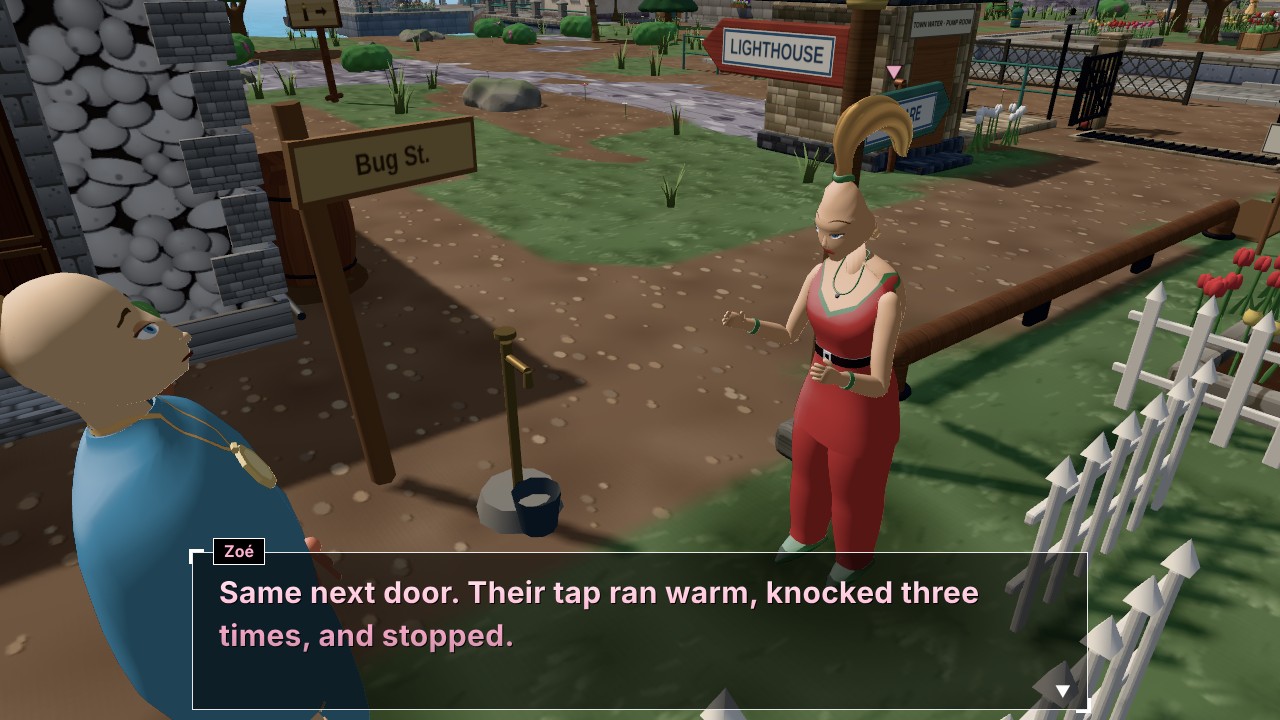 TOWN WATER - PUMP ROOM
LIGHTHOUSE
Bug St.
Zoé
Same next door. Their tap ran warm, knocked three
times, and stopped.